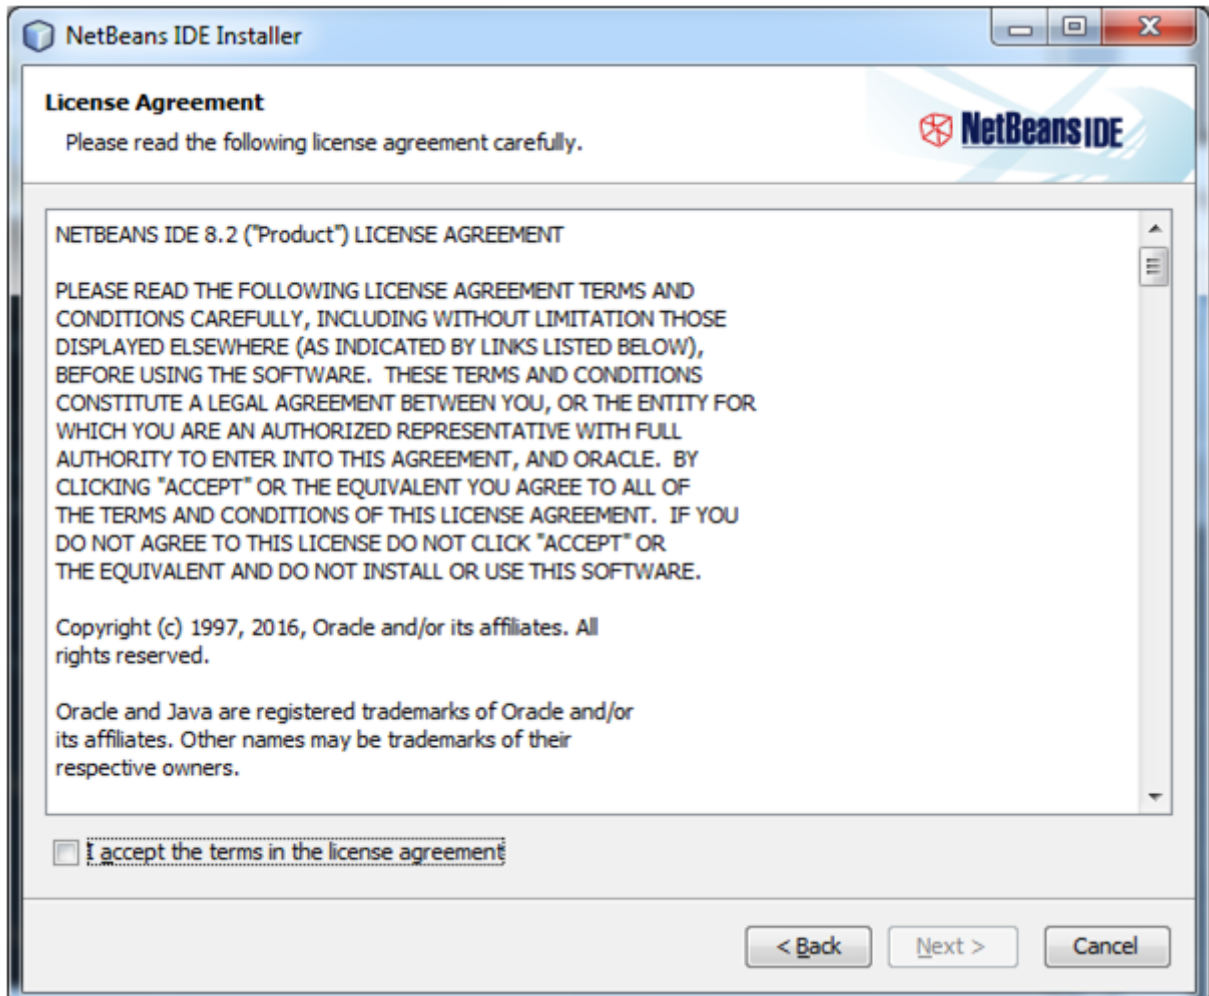 NetBeans IDE Installer
License Agreement
Please read the following license agreement carefully.
NetBeans IDE
NETBEANS IDE 8.2 ("Product") LICENSE AGREEMENT
PLEASE READ THE FOLLOWING LICENSE AGREEMENT TERMS AND
CONDITIONS CAREFULLY, INCLUDING WITHOUT LIMITATION THOSE
DISPLAYED ELSEWHERE (AS INDICATED BY LINKS LISTED BELOW),
BEFORE USING THE SOFTWARE.  THESE TERMS AND CONDITIONS
CONSTITUTE A LEGAL AGREEMENT BETWEEN YOU, OR THE ENTITY FOR
WHICH YOU ARE AN AUTHORIZED REPRESENTATIVE WITH FULL
AUTHORITY TO ENTER INTO THIS AGREEMENT, AND ORACLE.  BY
CLICKING "ACCEPT" OR THE EQUIVALENT YOU AGREE TO ALL OF
THE TERMS AND CONDITIONS OF THIS LICENSE AGREEMENT.  IF YOU
DO NOT AGREE TO THIS LICENSE DO NOT CLICK "ACCEPT" OR
THE EQUIVALENT AND DO NOT INSTALL OR USE THIS SOFTWARE.
Copyright (c) 1997, 2016, Oracle and/or its affiliates. All
rights reserved.
Oracle and Java are registered trademarks of Oracle and/or
its affiliates. Other names may be trademarks of their
respective owners.
I accept the terms in the license agreement
< Back
Next >
Cancel